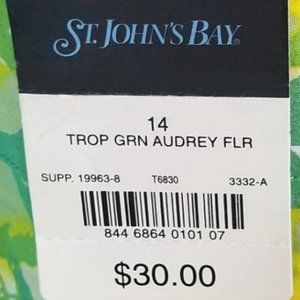 ST. JOHN'S BAY®
14
TROP GRN AUDREY FLR
SUPP. 19963-8 T6830 3332-A
844 6864 0101 07
$30.00